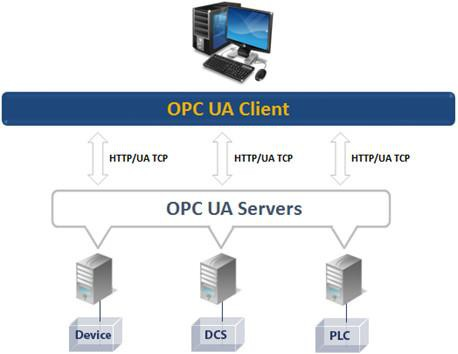 OPC UA Client
HTTP/UA TCP HTTP/UA TCP HTTP/UA TCP
OPC UA Servers
Device DCS PLC